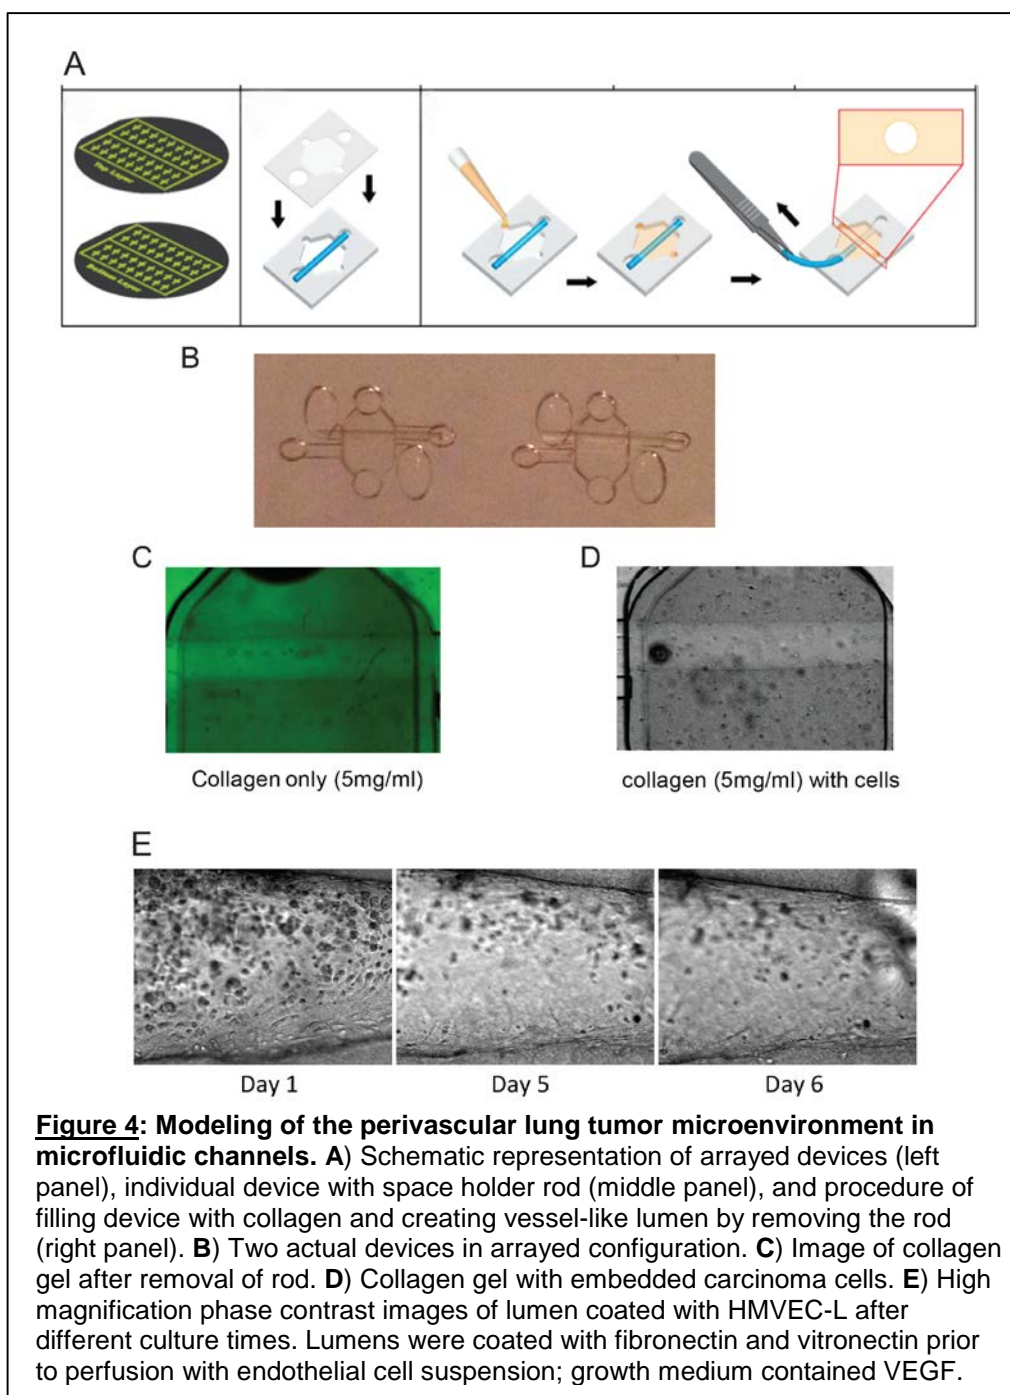 A
Top Layer
Bottom Layer
B
C
D
Collagen only (5mg/ml)
collagen (5mg/ml) with cells
E
Day 1
Day 5
Day 6
Figure 4: Modeling of the perivascular lung tumor microenvironment in
microfluidic channels. A) Schematic representation of arrayed devices (left
panel), individual device with space holder rod (middle panel), and procedure of
filling device with collagen and creating vessel-like lumen by removing the rod
(right panel). B) Two actual devices in arrayed configuration. C) Image of collagen
gel after removal of rod. D) Collagen gel with embedded carcinoma cells. E) High
magnification phase contrast images of lumen coated with HMVEC-L after
different culture times. Lumens were coated with fibronectin and vitronectin prior
to perfusion with endothelial cell suspension; growth medium contained VEGF.